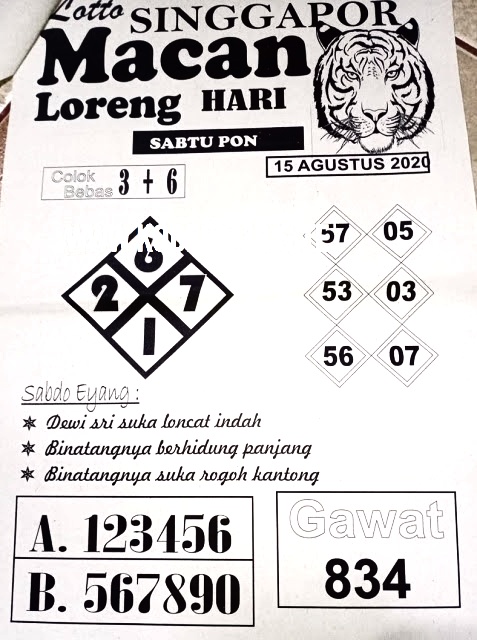 Lotto SINGGAPOR
Macan
Loreng HARI
SABTU PON
15 AGUSTUS 2020
Colok
Bebas 3 + 6
57 05
6
2 7
53 03
1
56 07
Sabdo Eyang :
Dewi sri suka loncat indah
Binatangnya berhidung panjang
Binatangnya suka rogoh kantong
A. 123456
B. 567890
Gawat
834